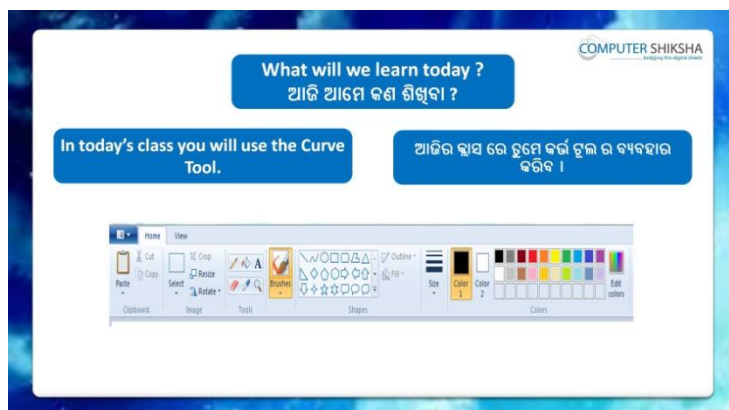 COMPUTER SHIKSHA
bridging the digital divide
What will we learn today ?
ଆଜି ଆମେ କଣ ଶିଖିବା ?
In today's class you will use the Curve
Tool.
ଆଜିର କ୍ଲାସ ରେ ତୁମେ କର୍ଭ ଟୁଲ ର ବ୍ୟବହାର
କରିବ ।
Home View
Paste
Cut
Copy
Clipboard
Select
Crop
Resize
Rotate
Image
A
Tools
Brushes
Shapes
Outline
Fill
Size
Color
1
Color
2
Edit
colors
Colors